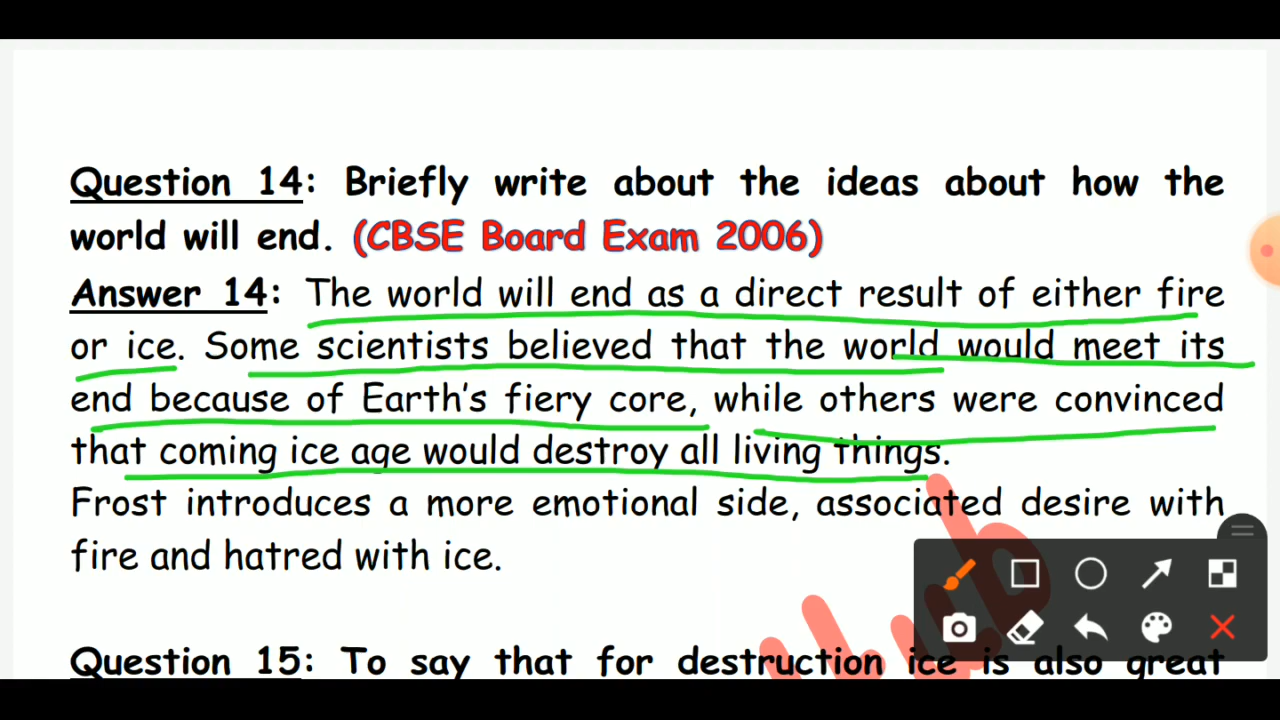 Question 14: Briefly write about the ideas about how the
world will end. (CBSE Board Exam 2006)
Answer 14: The world will end as a direct result of either fire
or ice. Some scientists believed that the world would meet its
end because of Earth's fiery core, while others were convinced
that coming ice age would destroy all living things.
Frost introduces a more emotional side, associated desire with
fire and hatred with ice.
Question 15: To say that for destruction ice is also great